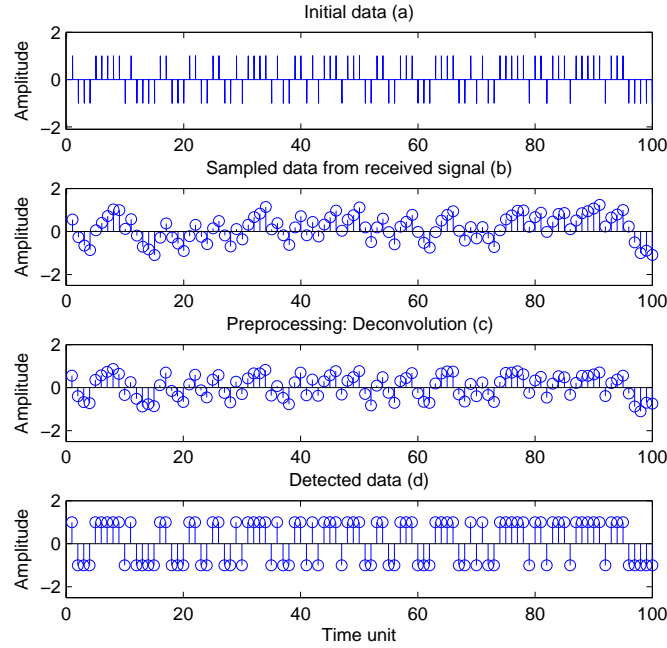 Initial data (a)
Amplitude
0
−2
0 20 40 60 80 100
Sampled data from received signal (b)
Amplitude
2
0
−2
0 20 40 60 80 100
Preprocessing: Deconvolution (c)
Amplitude
2
0
−2
0 20 40 60 80 100
Detected data (d)
Amplitude
2
0
−2
0 20 40 60 80 100
Time unit